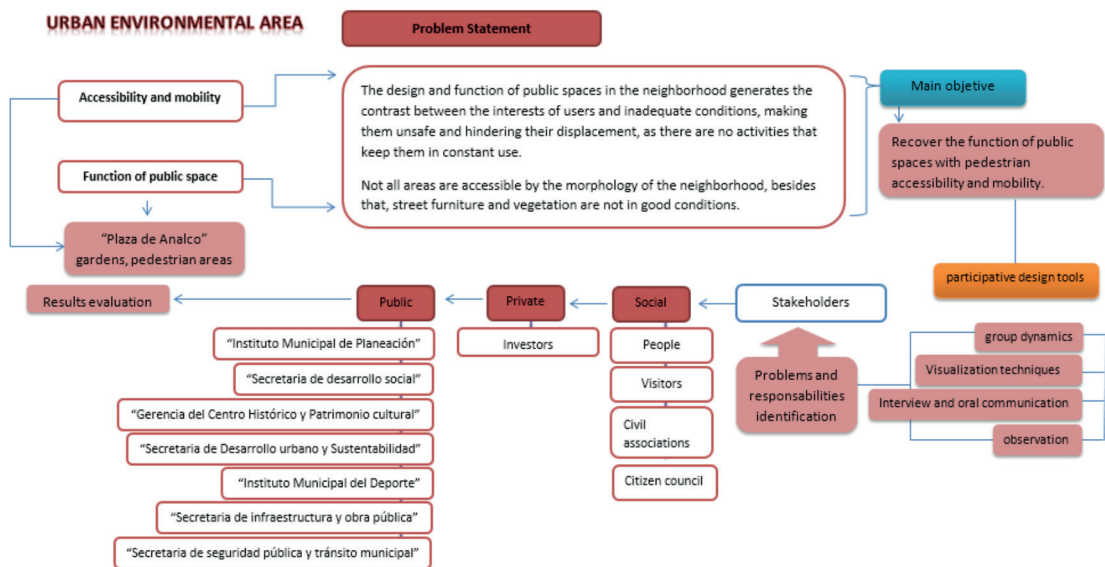 URBAN ENVIRONMENTAL AREA
Problem Statement
Accessibility and mobility
Function of public space
"Plaza de Analco"
gardens, pedestrian areas
The design and function of public spaces in the neighborhood generates
the contrast between the interests of users and inadequate conditions, making
them unsafe and hindering their displacement, as there are no activities that
keep them in constant use.
Not all areas are accessible by the morphology of the neighborhood, besides
that, street furniture and vegetation are not in good conditions.
Main objetive
Recover the function of public
spaces with pedestrian
accessibility and mobility.
participative design tools
group dynamics
Visualization techniques
Interview and oral communication
observation
Problems and
responsabilities
identification
Stakeholders
Social
People
Visitors
Civil
associations
Citizen council
Private
Investors
Public
"Instituto Municipal de Planeación"
"Secretaria de desarrollo social"
"Gerencia del Centro Histórico y Patrimonio cultural"
"Secretaria de Desarrollo urbano y Sustentabilidad"
"Instituto Municipal del Deporte"
"Secretaria de infraestructura y obra pública"
"Secretaria de seguridad pública y tránsito municipal"
Results evaluation